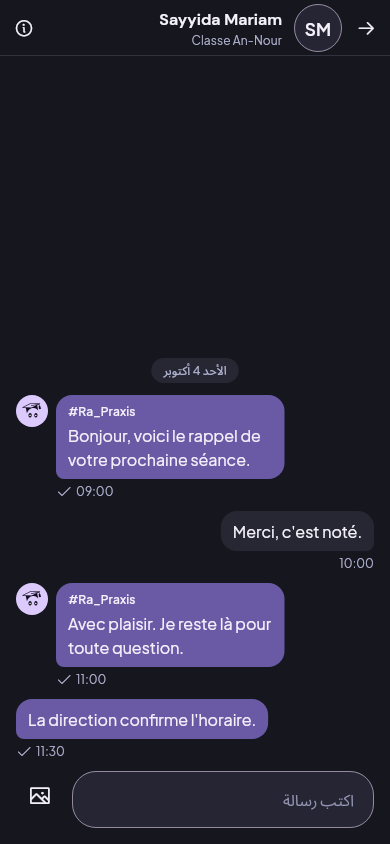 Sayyida Mariam
Classe An-Nour
SM
الأحد 4 أكتوبر
#Ra_Praxis
Bonjour, voici le rappel de
votre prochaine séance.
09:00
Merci, c'est noté.
10:00
#Ra_Praxis
Avec plaisir. Je reste là pour
toute question.
11:00
La direction confirme l'horaire.
11:30
اكتب رسالة